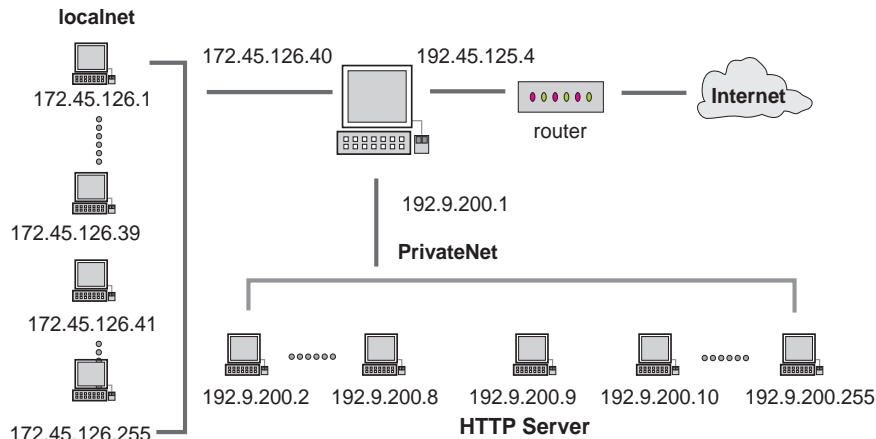 localnet
172.45.126.40
192.45.125.4
172.45.126.1
Internet
router
172.45.126.39
192.9.200.1
PrivateNet
172.45.126.41
192.9.200.2
192.9.200.8
192.9.200.9
192.9.200.10
192.9.200.255
HTTP Server
172.45.126.255